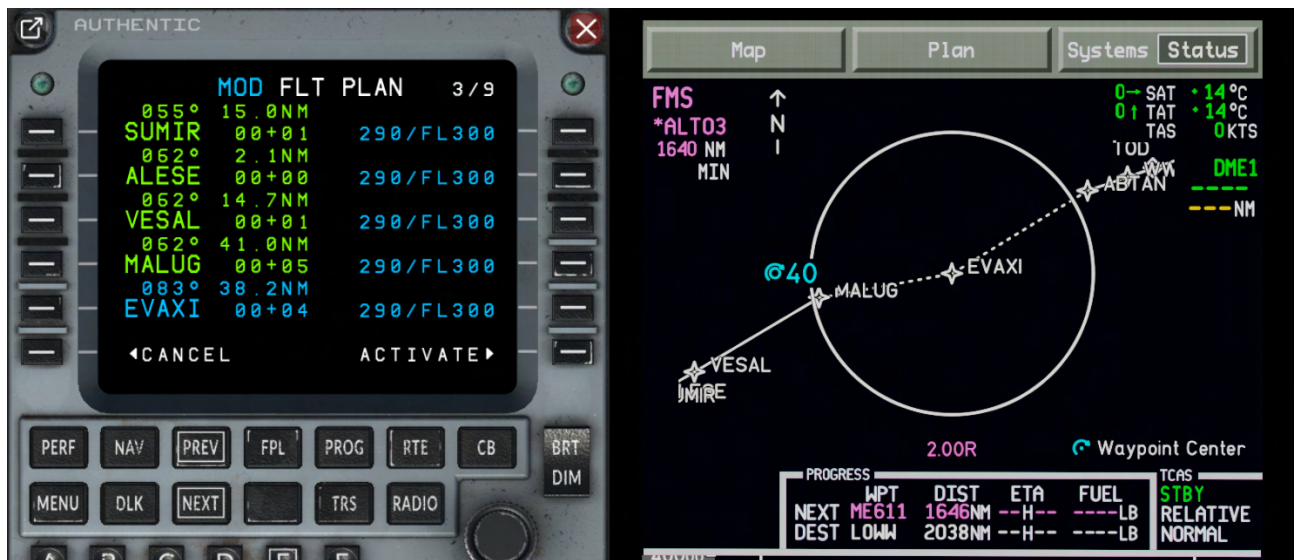 AUTHENTIC
MOD FLT PLAN 3/9
055° 15.0NM
SUMIR 00+01 290/FL300
062° 2.1NM
ALESE 00+00 290/FL300
062° 14.7NM
VESAL 00+01 290/FL300
062° 41.0NM
MALUG 00+05 290/FL300
083° 38.2NM
EVAXI 00+04 290/FL300
◄CANCEL ACTIVATE►
PERF NAV PREV FPL PROG RTE CB BRT
DIM
MENU DLK NEXT TRS RADIO
A B C D E F
Map Plan Systems Status
FMS
*ALTO3
1640 NM
MIN
↑
N
0→ SAT +14°C
0↑ TAT +14°C
TAS 0KTS
DME1
---- 
---NM
TOD
ABTAN
EVAXI
40
MALUG
VESAL
2.00R
Waypoint Center
PROGRESS
WPT DIST ETA FUEL
NEXT ME611 1646NM --H-- ----LB
DEST LOWW 2038NM --H-- ----LB
TCAS
STBY
RELATIVE
NORMAL